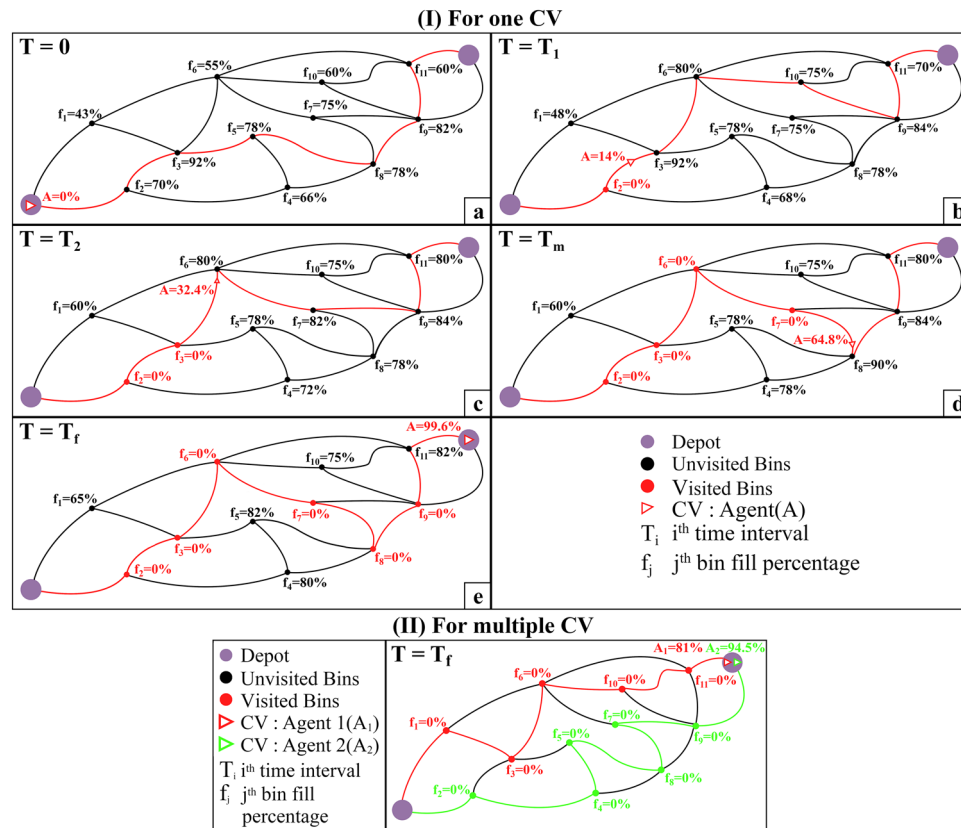 (I) For one CV
T = 0
f6=55%
f10=60%
f11=60%
f1=43%
f7=75%
f5=78%
f9=82%
f3=92%
f8=78%
f2=70%
f4=66%
A=0%
a
T = T1
f6=80%
f10=75%
f11=70%
f1=48%
f7=75%
f5=78%
f9=84%
A=14%
f3=92%
f8=78%
f2=0%
f4=68%
b
T = T2
f6=80%
f10=75%
f11=80%
A=32.4%
f1=60%
f7=82%
f5=78%
f9=84%
f3=0%
f8=78%
f2=0%
f4=72%
c
T = Tm
f6=0%
f10=75%
f11=80%
f1=60%
f7=0%
f5=78%
f9=84%
A=64.8%
f3=0%
f8=90%
f2=0%
f4=78%
d
T = Tf
A=99.6%
f6=0%
f10=75%
f11=82%
f1=65%
f7=0%
f5=82%
f9=0%
f3=0%
f8=0%
f2=0%
f4=80%
e
Depot
Unvisited Bins
Visited Bins
CV : Agent(A)
Ti ith time interval
fj jth bin fill percentage
(II) For multiple CV
Depot
Unvisited Bins
Visited Bins
CV : Agent 1(A1)
CV : Agent 2(A2)
Ti ith time interval
fj jth bin fill
percentage
T = Tf
A1=81% A2=94.5%
f6=0%
f10=0%
f11=0%
f1=0%
f7=0%
f5=0%
f9=0%
f3=0%
f8=0%
f2=0%
f4=0%